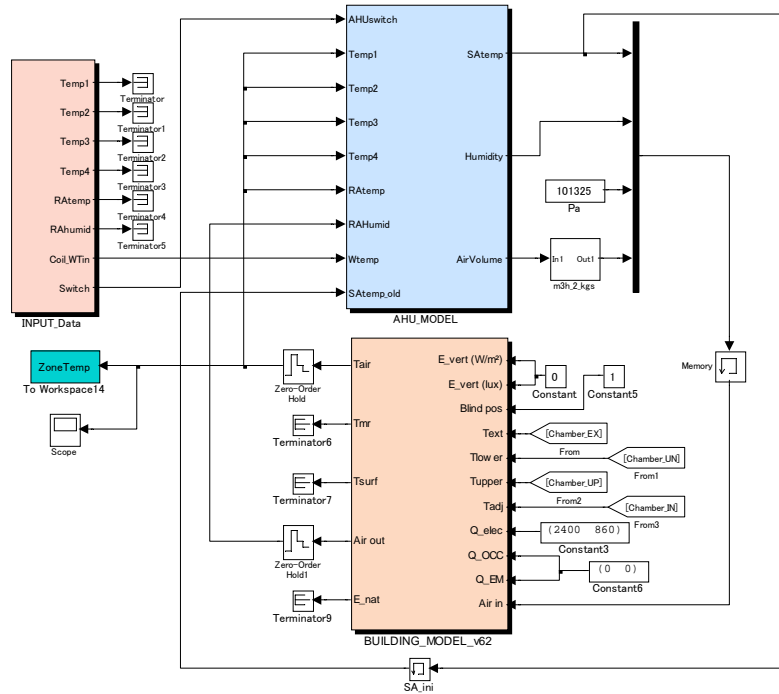 Temp1
Temp2
Temp3
Temp4
RAtemp
RAhumid
Coil_WTin
Switch
INPUT_Data
Terminator
Terminator1
Terminator2
Terminator3
Terminator4
Terminator5
AHUswitch
Temp1
Temp2
Temp3
Temp4
RAtemp
RAHumid
Wtemp
SAtemp_old
SAtemp
Humidity
AirVolume
AHU_MODEL
101325
Pa
In1 Out1
m3h_2_kgs
Memory
ZoneTemp
To Workspace14
Scope
Zero-Order
Hold
Terminator6
Terminator7
Zero-Order
Hold1
Terminator9
Tair
Tmr
Tsurf
Air out
E_nat
E_vert (W/m²)
E_vert (lux)
Blind pos
Text
Tlower
Tupper
Tadj
Q_elec
Q_OCC
Q_EM
Air in
BUILDING_MODEL_v62
0
Constant
1
Constant5
[Chamber_EX]
From
[Chamber_UN]
From1
[Chamber_UP]
From2
[Chamber_IN]
From3
(2400 860)
Constant3
(0 0)
Constant6
SA_ini